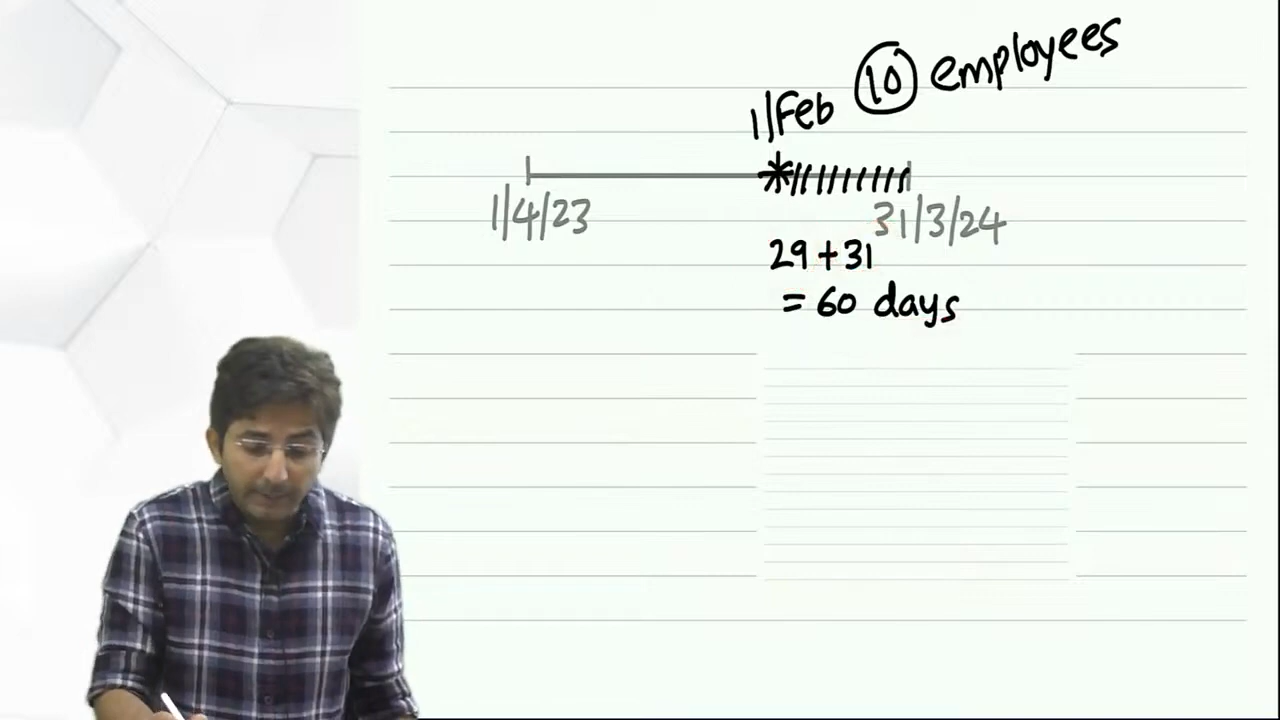 10 employees
1/Feb
1/4/23
31/3/24
29+31
= 60 days